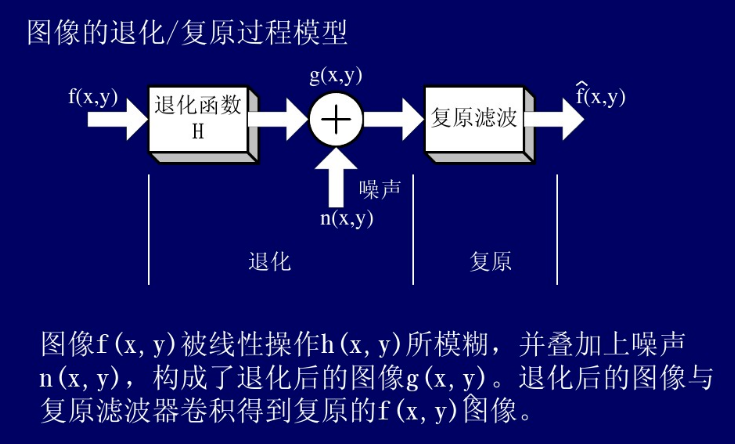 图像的退化/复原过程模型
g(x,y)
f(x,y)
退化函数
H
+
复原滤波
f̂(x,y)
噪声
n(x,y)
退化
复原
图像f(x,y)被线性操作h(x,y)所模糊，并叠加上噪声
n(x,y)，构成了退化后的图像g(x,y)。退化后的图像与
复原滤波器卷积得到复原的f(x,y)^图像。